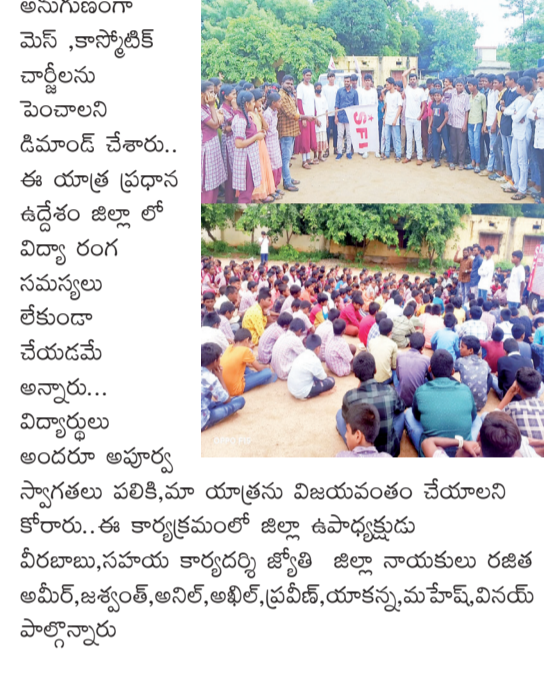 అనుగుణంగా
మెస్ ,కాస్మోటిక్
చార్జీలను
పెంచాలని
డిమాండ్ చేశారు..
ఈ యాత్ర ప్రధాన
ఉద్దేశం జిల్లా లో
విద్యా రంగ
సమస్యలు
లేకుండా
చేయడమే
అన్నారు...
విద్యార్థులు
అందరూ అపూర్వ
స్వాగతలు పలికి,మా యాత్రను విజయవంతం చేయాలని
కోరారు..ఈ కార్యక్రమంలో జిల్లా ఉపాధ్యక్షుడు
వీరబాబు,సహయ కార్యదర్శి జ్యోతి జిల్లా నాయకులు రజిత
అమీర్,జశ్వంత్,అనిల్,అఖిల్,ప్రవీణ్,యాకన్న,మహేష్,వినయ్
పాల్గొన్నారు
SFI